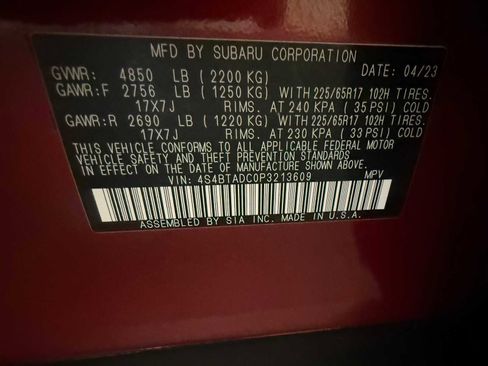 MFD BY SUBARU CORPORATION
GVWR: 4850 LB (2200 KG) DATE: 04/23
GAWR:F 2756 LB (1250 KG) WITH 225/65R17 102H TIRES,
17X7J RIMS, AT 240 KPA (35 PSI) COLD
GAWR:R 2690 LB (1220 KG) WITH 225/65R17 102H TIRES,
17X7J RIMS, AT 230 KPA (33 PSI) COLD
THIS VEHICLE CONFORMS TO ALL APPLICABLE FEDERAL MOTOR
VEHICLE SAFETY AND THEFT PREVENTION STANDARDS
IN EFFECT ON THE DATE OF MANUFACTURE SHOWN ABOVE.
VIN: 4S4BTADC0P3213609 MPV
ASSEMBLED BY SIA INC. MADE IN U.S.A.